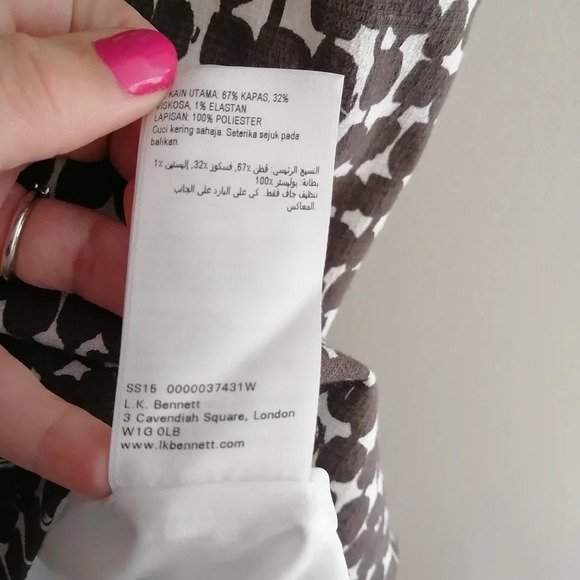 KAIN UTAMA: 67% KAPAS, 32%
VISKOSA, 1% ELASTAN
LAPISAN: 100% POLIESTER
Cuci kering sahaja. Seterika sejuk pada
balikan.
النسيج الرئيسي: قطن 67٪, فسكوز 32٪, إليستين 1٪
بطانة: بوليستر 100٪
تنظيف جاف فقط. كي على البارد على الجانب
المعاكس.
SS15 0000037431W
L.K. Bennett
3 Cavendish Square, London
W1G 0LB
www.lkbennett.com